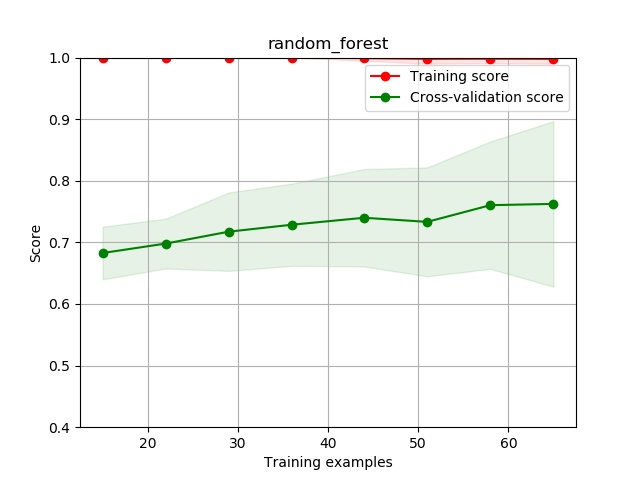 random_forest
1.0
0.9
0.8
0.7
0.6
0.5
0.4
Score
Training score
Cross-validation score
20 30 40 50 60
Training examples